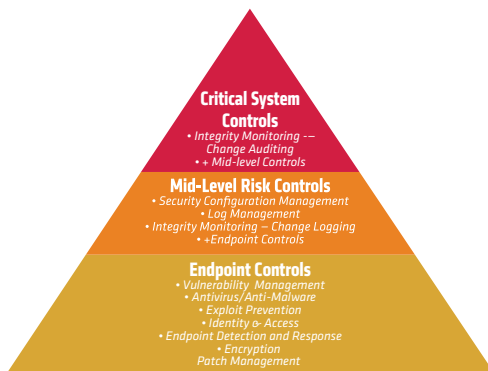 Critical System
Controls
• Integrity Monitoring -–
Change Auditing
• + Mid-level Controls
Mid-Level Risk Controls
• Security Configuration Management
• Log Management
• Integrity Monitoring – Change Logging
• +Endpoint Controls
Endpoint Controls
• Vulnerability Management
• Antivirus/Anti-Malware
• Exploit Prevention
• Identity & Access
• Endpoint Detection and Response
• Encryption
Patch Management